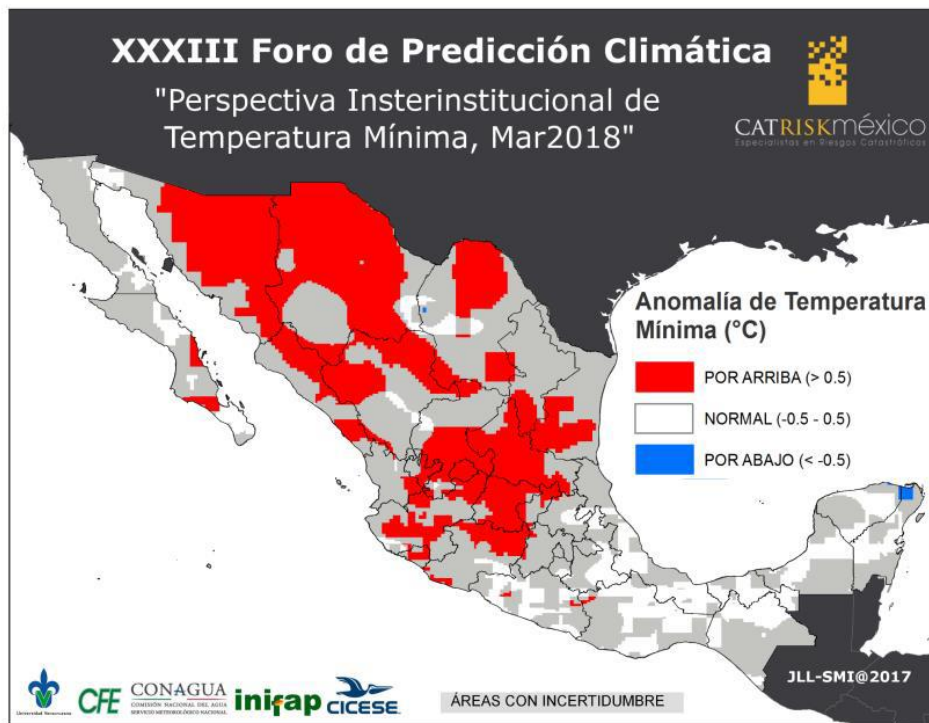 XXXIII Foro de Predicción Climática
"Perspectiva Insterinstitucional de
Temperatura Mínima, Mar2018"
CATRISKméxico
Especialistas en Riesgos Catastróficos
Anomalía de Temperatura
Mínima (°C)
POR ARRIBA (> 0.5)
NORMAL (-0.5 - 0.5)
POR ABAJO (< -0.5)
JLL-SMI@2017
Universidad Veracruzana
CFE
CONAGUA
COMISIÓN NACIONAL DEL AGUA
SERVICIO METEOROLÓGICO NACIONAL
inifap
CICESE
ÁREAS CON INCERTIDUMBRE